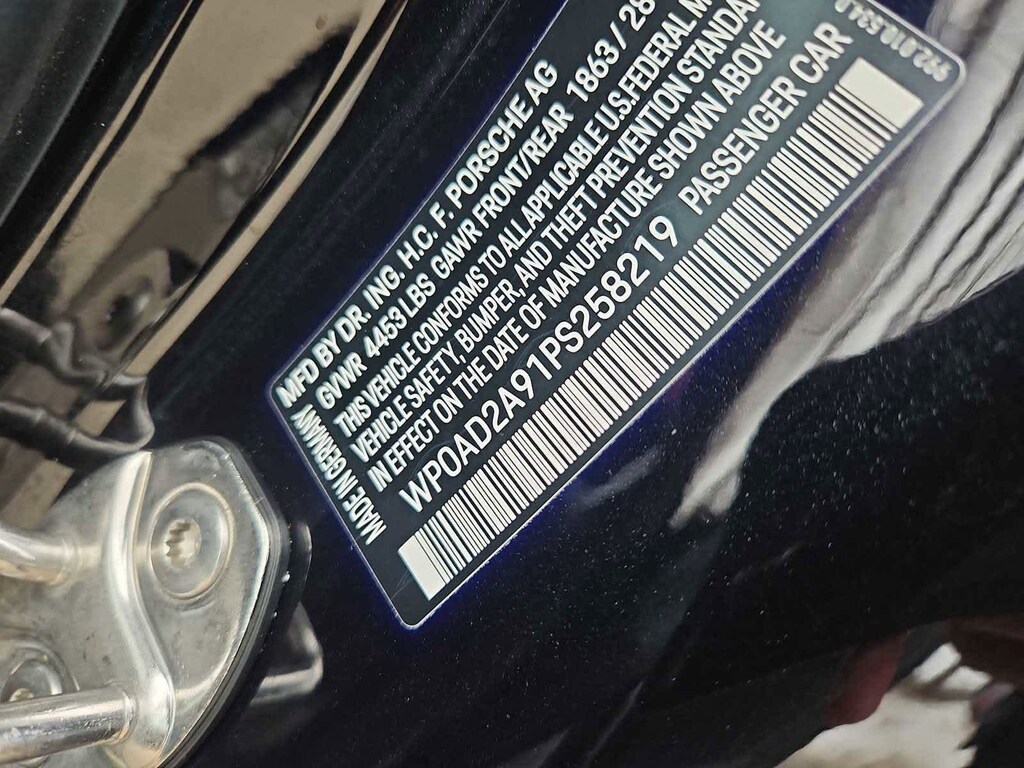 MFD BY DR. ING. H.C. F. PORSCHE AG
GVWR 4463 LBS GAWR FRONT/REAR 1863 / 28
THIS VEHICLE CONFORMS TO ALL APPLICABLE U.S. FEDERAL M
VEHICLE SAFETY, BUMPER, AND THEFT PREVENTION STANDA
IN EFFECT ON THE DATE OF MANUFACTURE SHOWN ABOVE
WP0AD2A91PS258219 PASSENGER CAR
MADE IN GERMANY